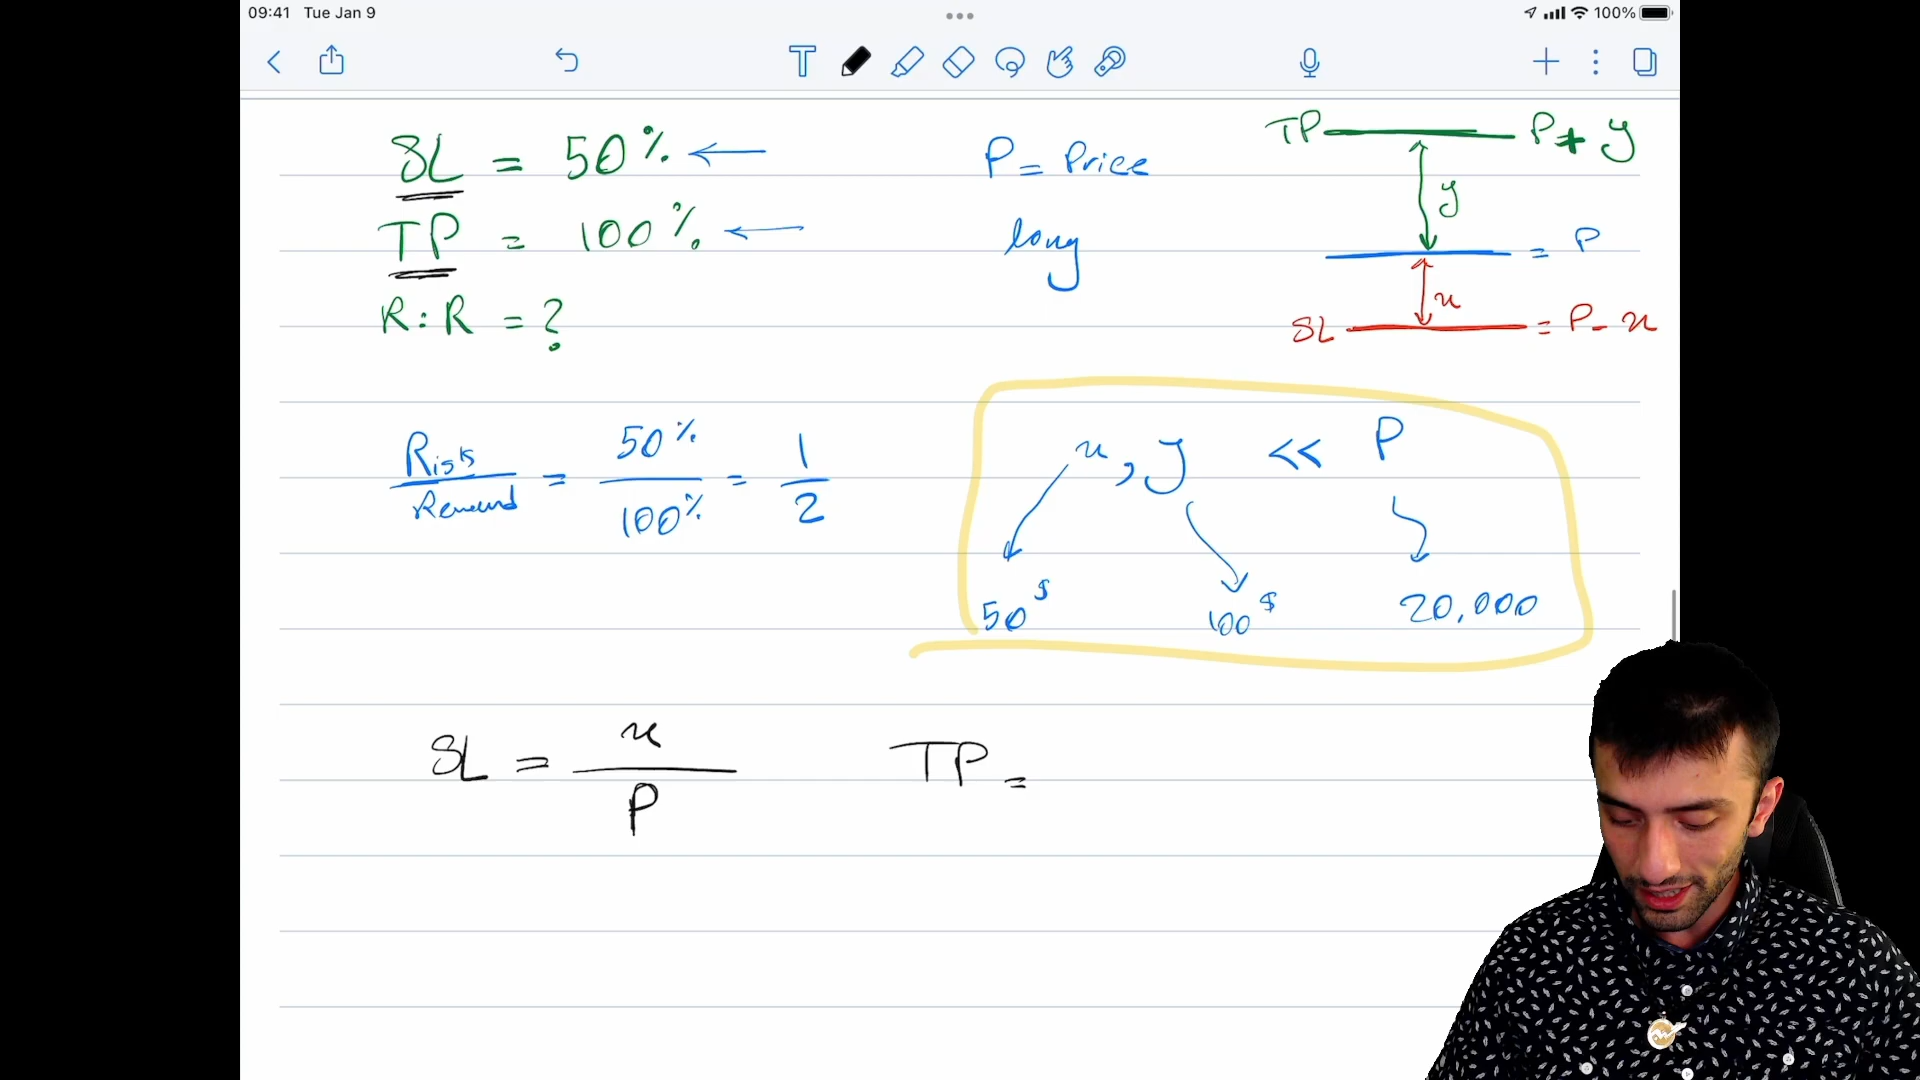 09:41 Tue Jan 9
100%
T
SL = 50% ←
TP = 100% ←
R:R = ?
P = Price
long
TP P + y
y
= P
x
SL = P - x
Risk / Reward = 50% / 100% = 1 / 2
x, y << P
50$ 100$ 20,000
SL = x / P
TP =